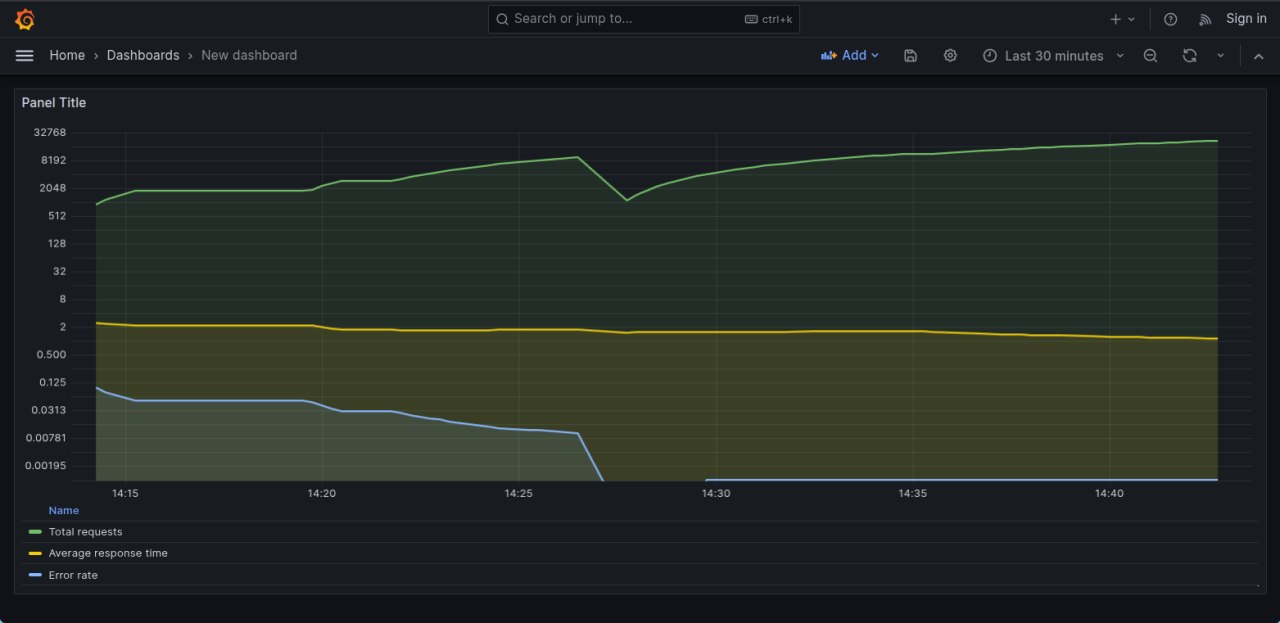 Search or jump to... ctrl+k Sign in
Home › Dashboards › New dashboard Add Last 30 minutes
Panel Title
32768
8192
2048
512
128
32
8
2
0.500
0.125
0.0313
0.00781
0.00195
14:15 14:20 14:25 14:30 14:35 14:40
Name
Total requests
Average response time
Error rate